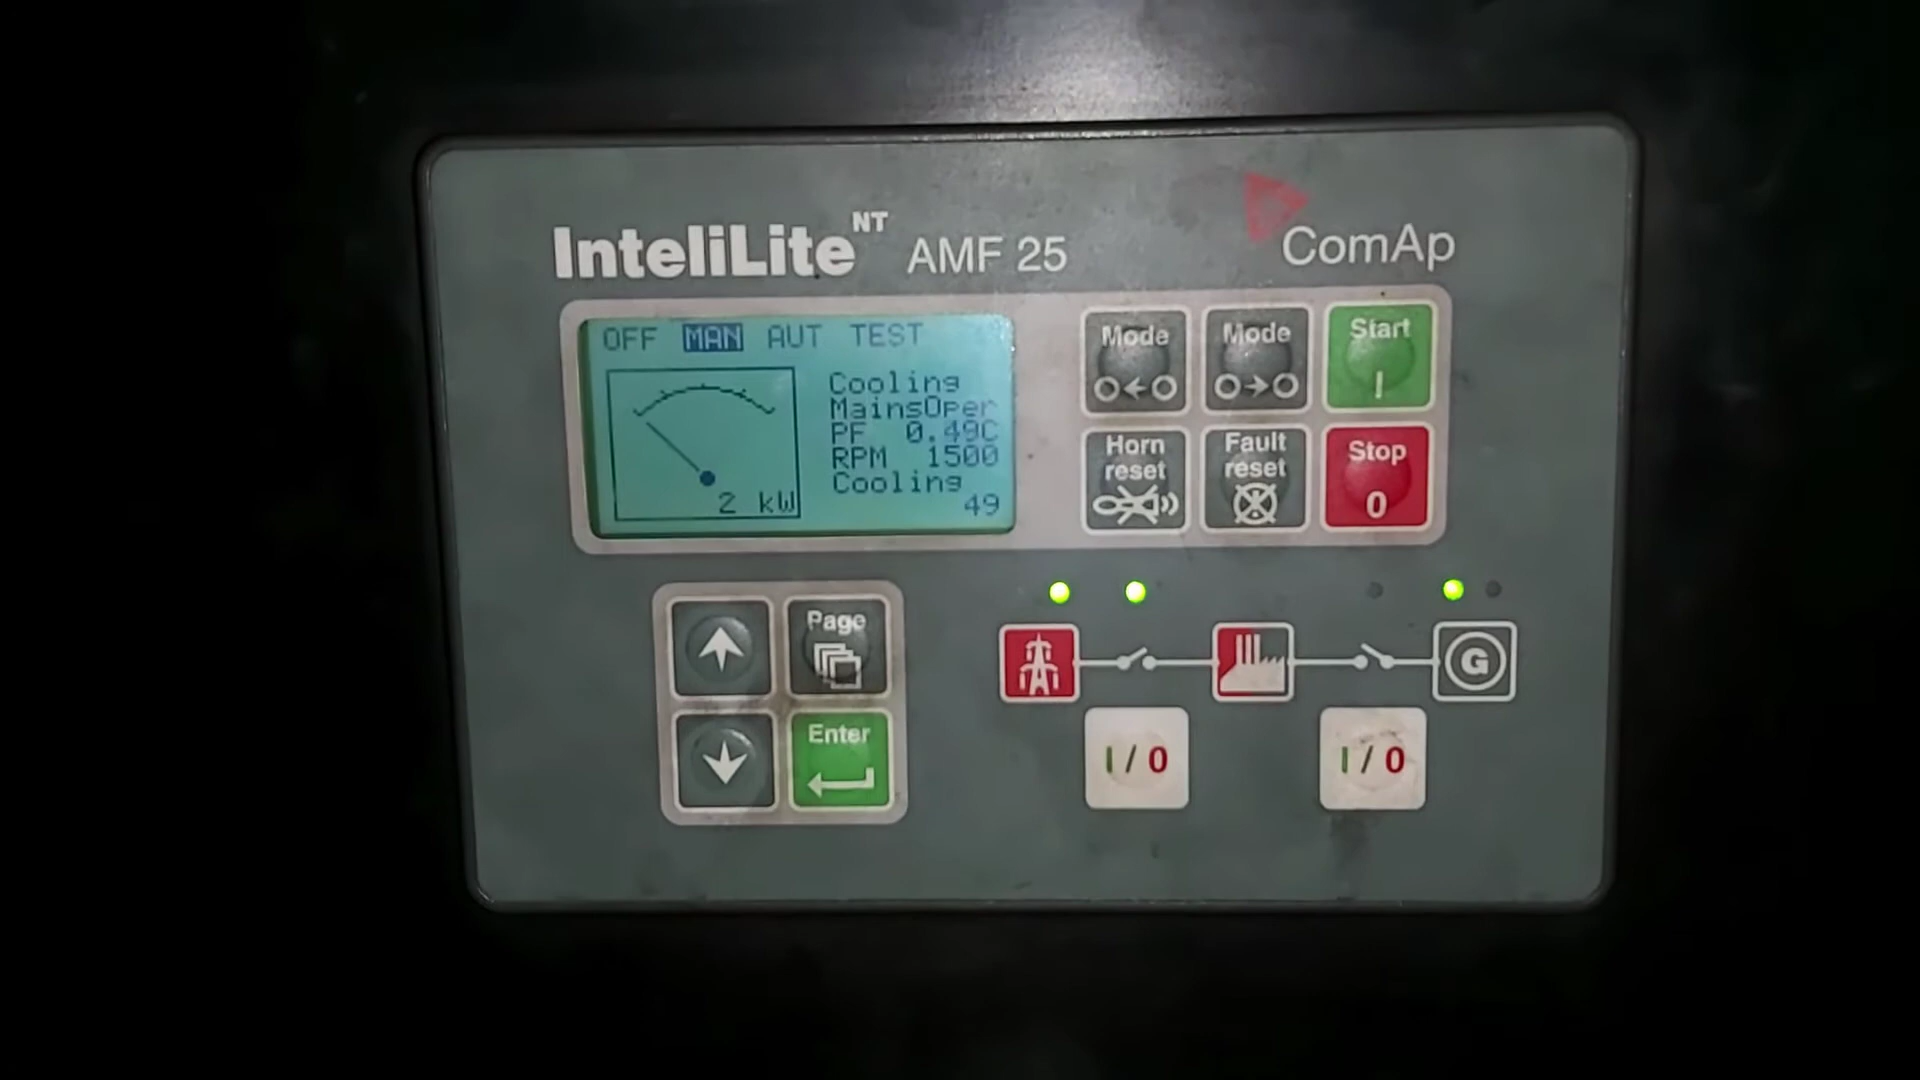 InteliLite NT AMF 25
ComAp
OFF MAN AUT TEST
Cooling
MainsOper
PF 0.49C
RPM 1500
Cooling
49
2 kW
Mode
Mode
Start
I
Horn reset
Fault reset
Stop
0
Page
Enter
G
I/0
I/0